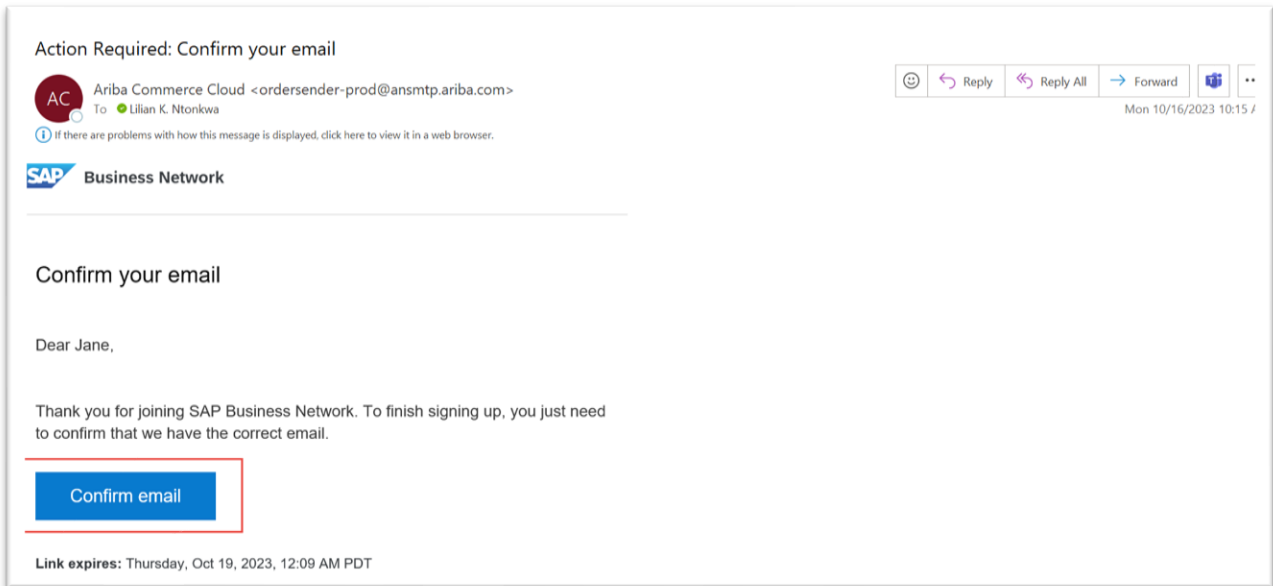 Action Required: Confirm your email
AC
Ariba Commerce Cloud <ordersender-prod@ansmtp.ariba.com>
To Lilian K. Ntonkwa
Reply
Reply All
Forward
Mon 10/16/2023 10:15 A
If there are problems with how this message is displayed, click here to view it in a web browser.
SAP Business Network
Confirm your email
Dear Jane,
Thank you for joining SAP Business Network. To finish signing up, you just need
to confirm that we have the correct email.
Confirm email
Link expires: Thursday, Oct 19, 2023, 12:09 AM PDT